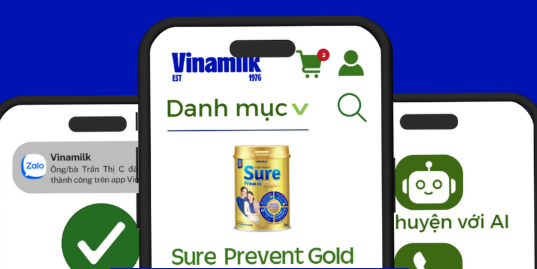 Vinamilk
EST 1976
2
Danh mục
Sure
Prevent
Sure Prevent Gold
Zalo
Vinamilk
Ông/bà Trần Thị C đã
thành công trên app Vi
huyện với AI